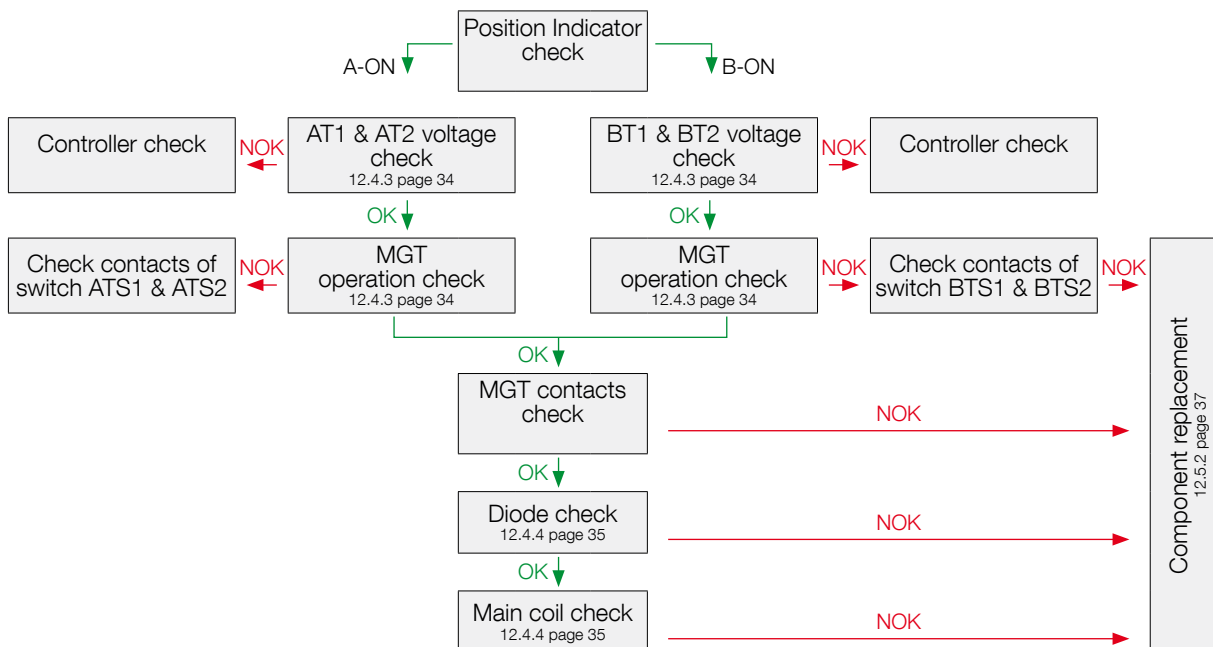 Position Indicator
check
A-ON
B-ON
Controller check
NOK
AT1 & AT2 voltage
check
12.4.3 page 34
BT1 & BT2 voltage
check
12.4.3 page 34
NOK
Controller check
OK
OK
Check contacts of
switch ATS1 & ATS2
NOK
MGT
operation check
12.4.3 page 34
MGT
operation check
12.4.3 page 34
NOK
Check contacts of
switch BTS1 & BTS2
NOK
OK
MGT contacts
check
NOK
OK
Diode check
12.4.4 page 35
NOK
OK
Main coil check
12.4.4 page 35
NOK
Component replacement
12.5.2 page 37